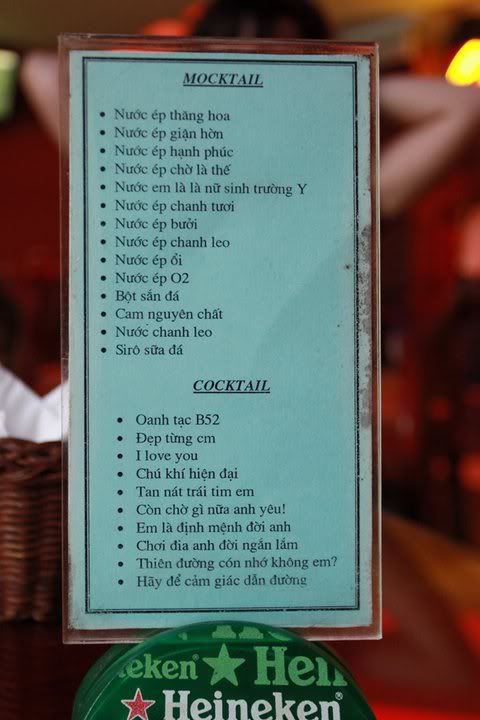 MOCKTAIL
• Nước ép thăng hoa
• Nước ép giận hờn
• Nước ép hạnh phúc
• Nước ép chờ là thế
• Nước em là là nữ sinh trường Y
• Nước ép chanh tươi
• Nước ép bưởi
• Nước ép chanh leo
• Nước ép ổi
• Nước ép O2
• Bột sắn đá
• Cam nguyên chất
• Nước chanh leo
• Sirô sữa đá
COCKTAIL
• Oanh tạc B52
• Đẹp từng cm
• I love you
• Chú khí hiện đại
• Tan nát trái tim em
• Còn chờ gì nữa anh yêu!
• Em là định mệnh đời anh
• Chơi đia anh đời ngắn lắm
• Thiên đường cón nhớ không em?
• Hãy để cảm giác dẫn đường
eken® Hei
Heineken®